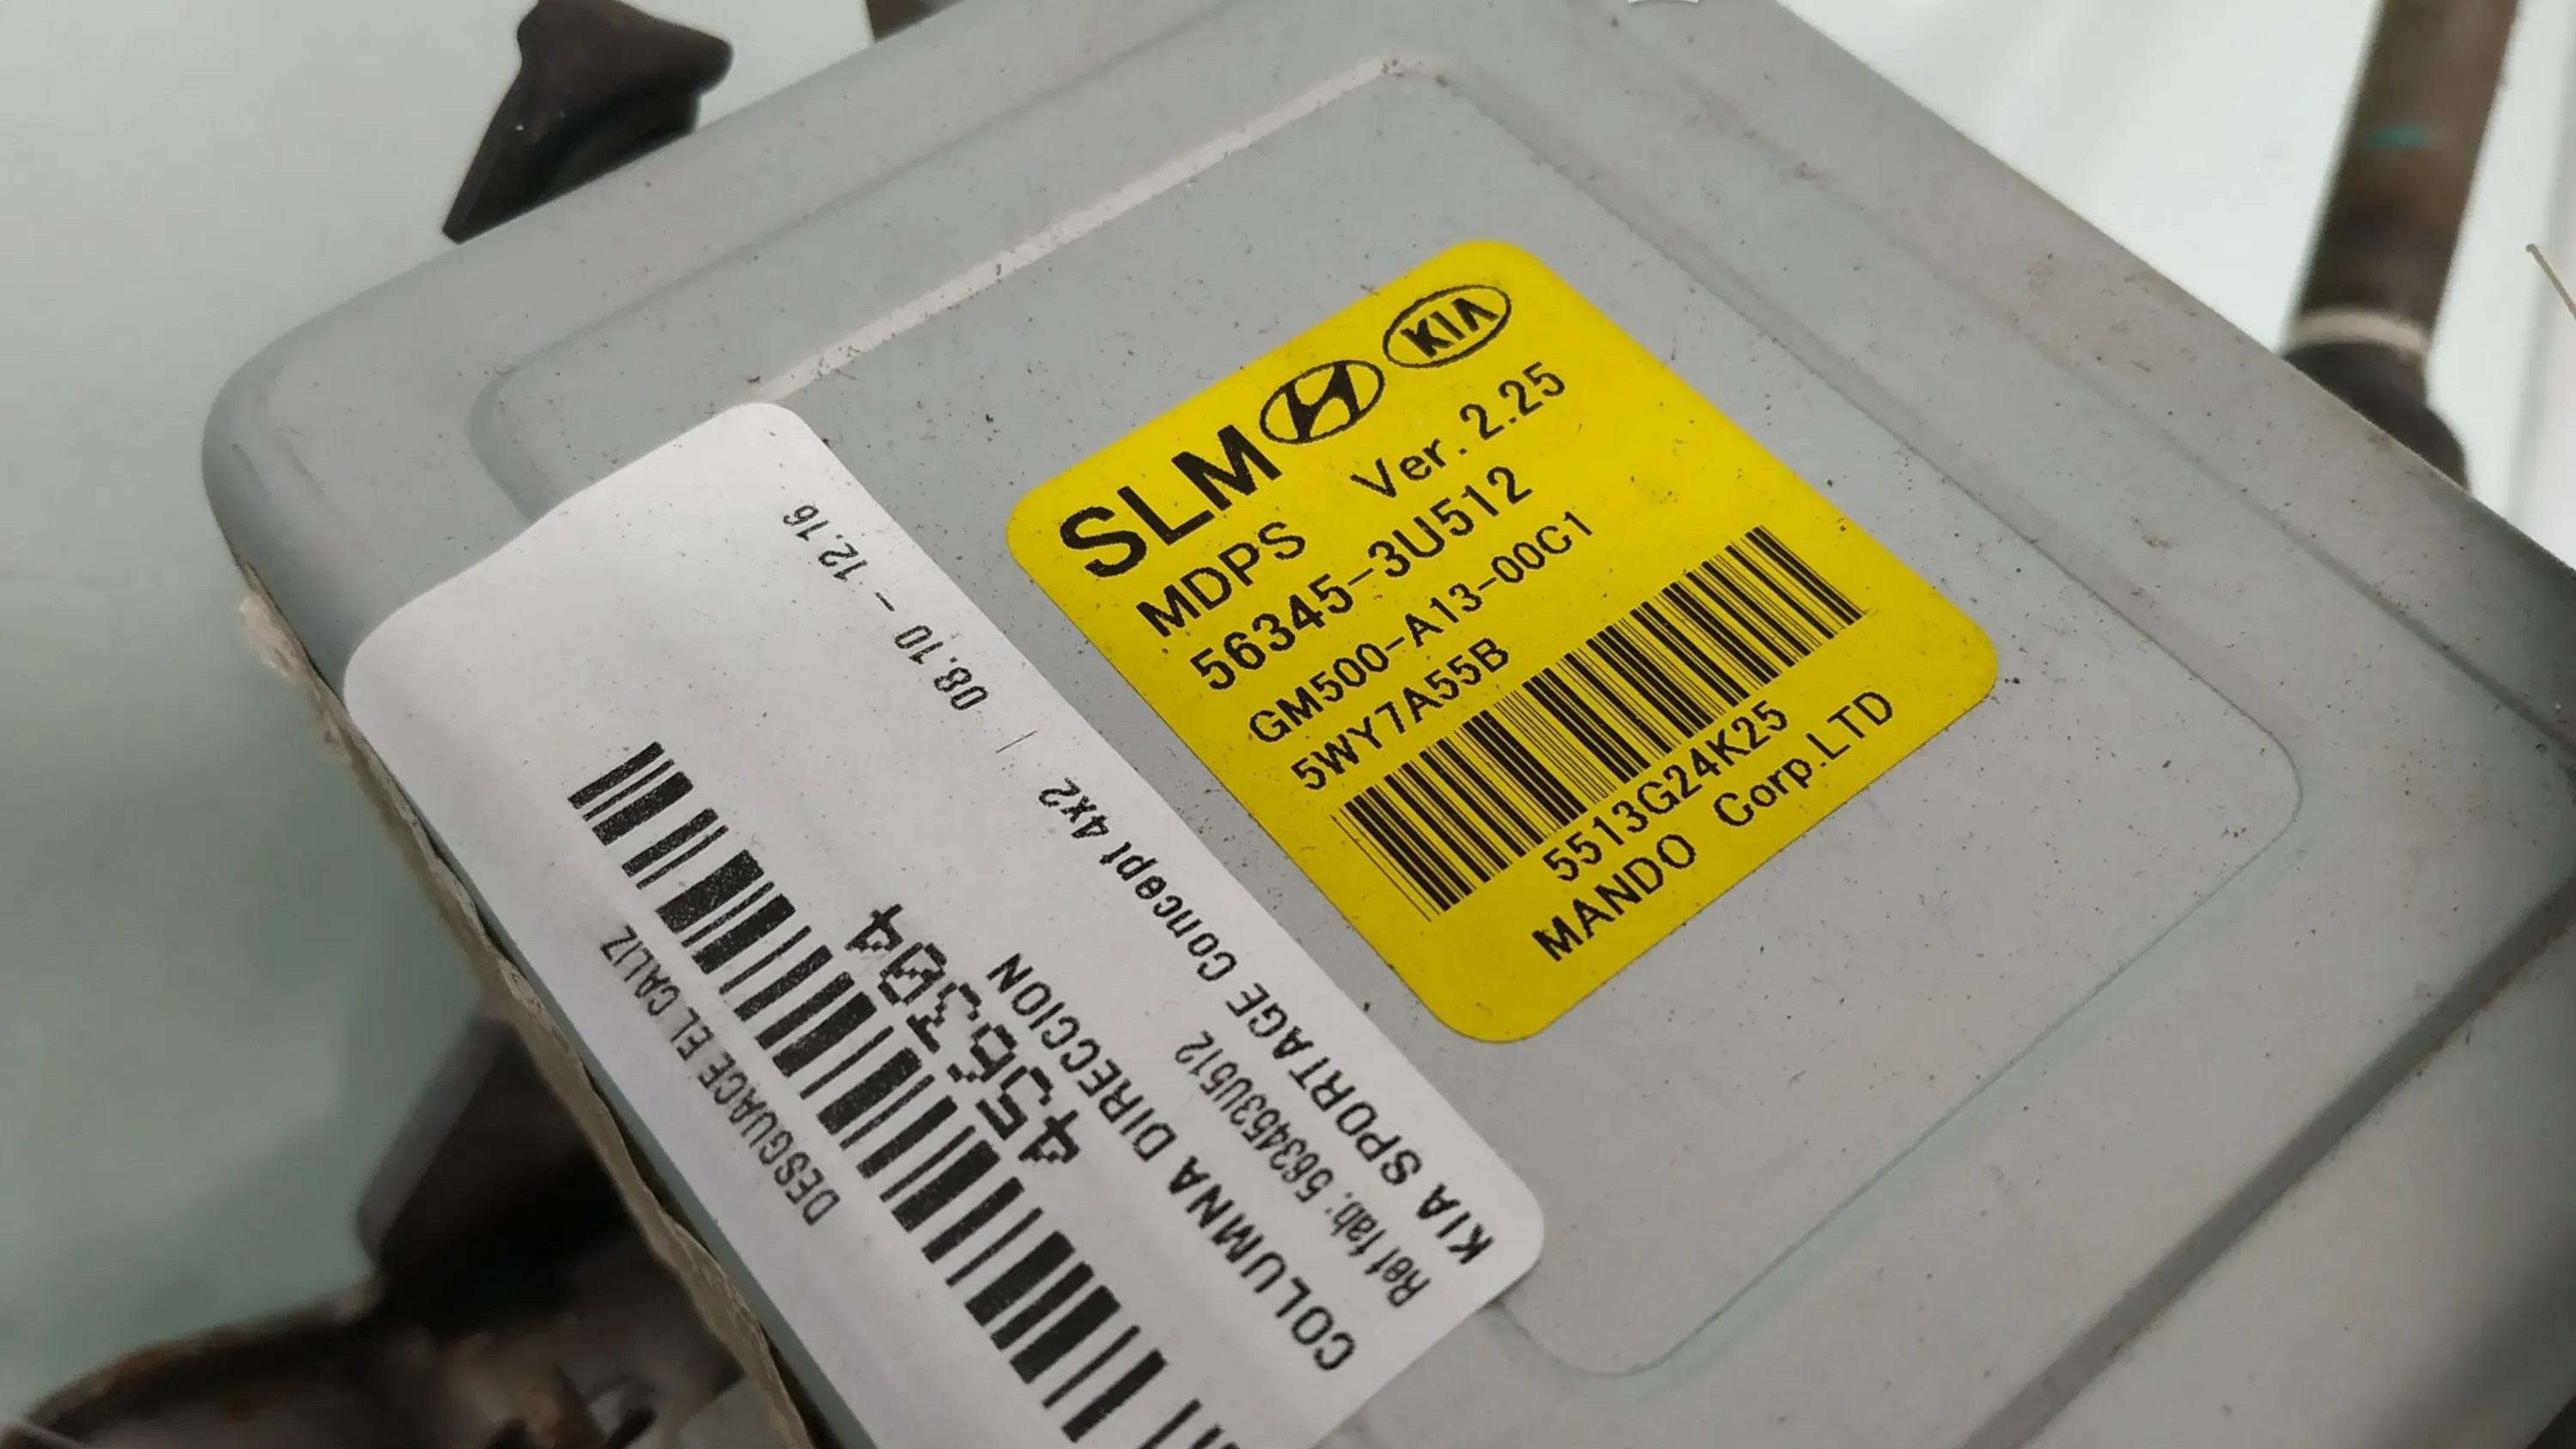 SLM KIA
MDPS Ver.2.25
56345-3U512
GM500-A13-00C1
5WY7A55B
5513G24K25
MANDO Corp.LTD
DESGUACE EL CALIZ
4556304
COLUMNA DIRECCION
Ref fab: 563453U512
KIA SPORTAGE Concept 4x2 | 08.10 - 12.16